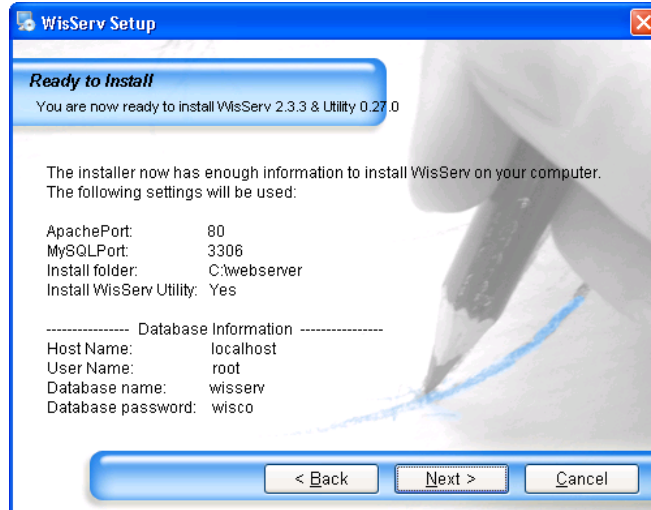 WisServ Setup
Ready to Install
You are now ready to install WisServ 2.3.3 & Utility 0.27.0
The installer now has enough information to install WisServ on your computer.
The following settings will be used:
ApachePort: 80
MySQLPort: 3306
Install folder: C:\webserver
Install WisServ Utility: Yes
---------------- Database Information ----------------
Host Name: localhost
User Name: root
Database name: wisserv
Database password: wisco
< Back Next > Cancel